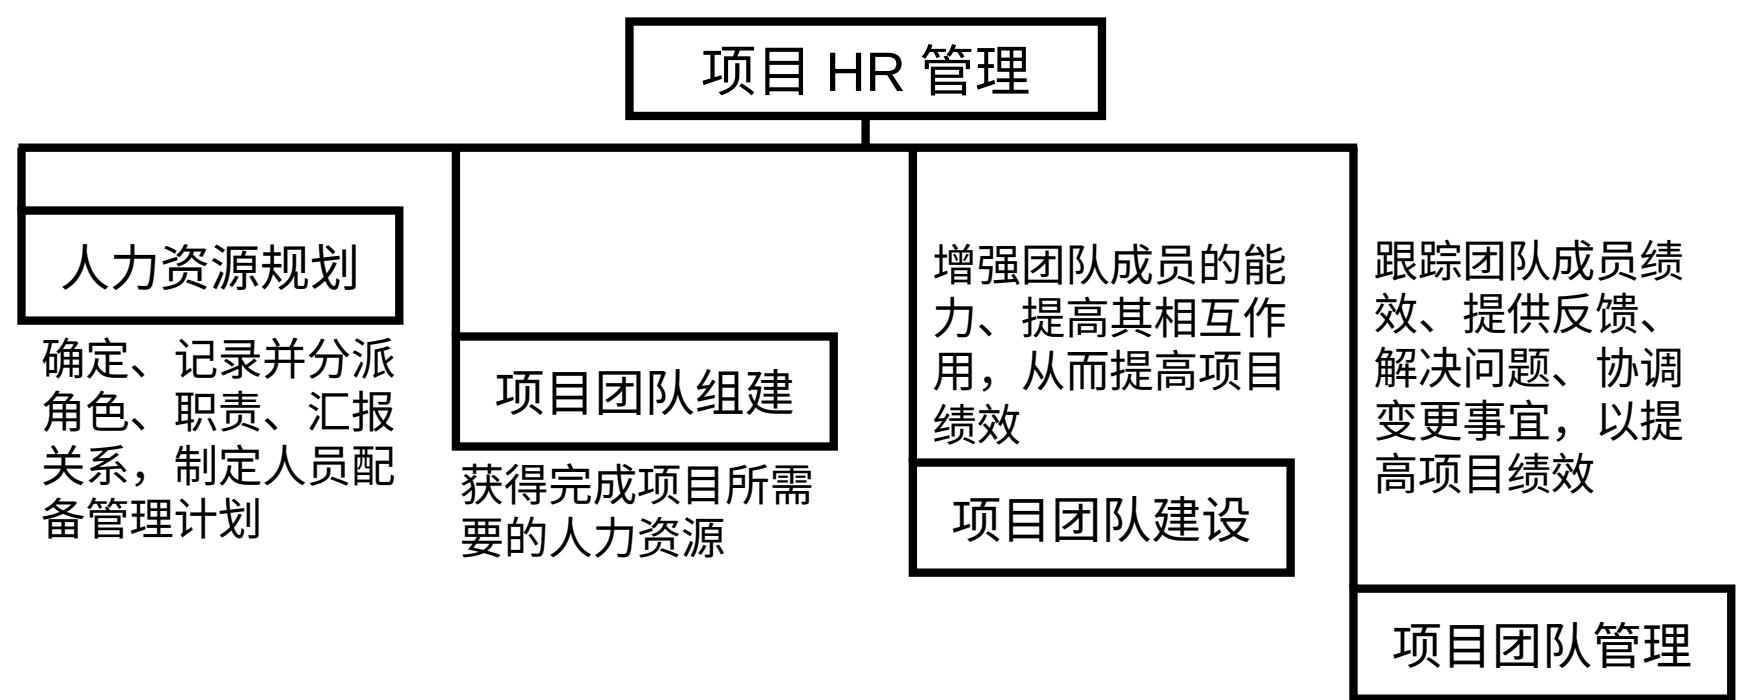 项目 HR 管理
人力资源规划
确定、记录并分派
角色、职责、汇报
关系，制定人员配
备管理计划
项目团队组建
获得完成项目所需
要的人力资源
增强团队成员的能
力、提高其相互作
用，从而提高项目
绩效
项目团队建设
跟踪团队成员绩
效、提供反馈、
解决问题、协调
变更事宜，以提
高项目绩效
项目团队管理